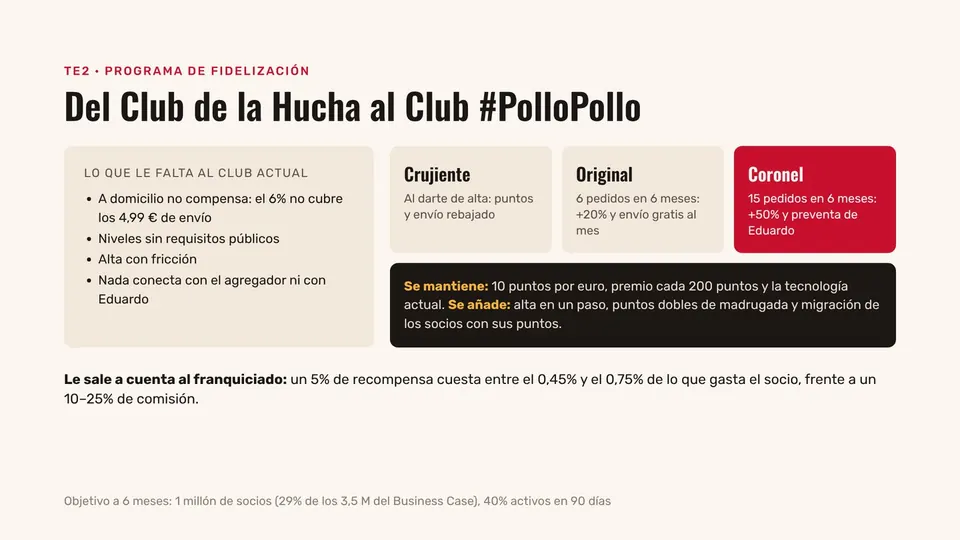 TE2 • PROGRAMA DE FIDELIZACIÓN
Del Club de la Hucha al Club #PolloPollo
LO QUE LE FALTA AL CLUB ACTUAL
• A domicilio no compensa: el 6% no cubre
los 4,99 € de envío
• Niveles sin requisitos públicos
• Alta con fricción
• Nada conecta con el agregador ni con
Eduardo
Crujiente
Al darte de alta: puntos
y envío rebajado
Original
6 pedidos en 6 meses:
+20% y envío gratis al
mes
Coronel
15 pedidos en 6 meses:
+50% y preventa de
Eduardo
Se mantiene: 10 puntos por euro, premio cada 200 puntos y la tecnología
actual. Se añade: alta en un paso, puntos dobles de madrugada y migración de
los socios con sus puntos.
Le sale a cuenta al franquiciado: un 5% de recompensa cuesta entre el 0,45% y el 0,75% de lo que gasta el socio, frente a un
10–25% de comisión.
Objetivo a 6 meses: 1 millón de socios (29% de los 3,5 M del Business Case), 40% activos en 90 días